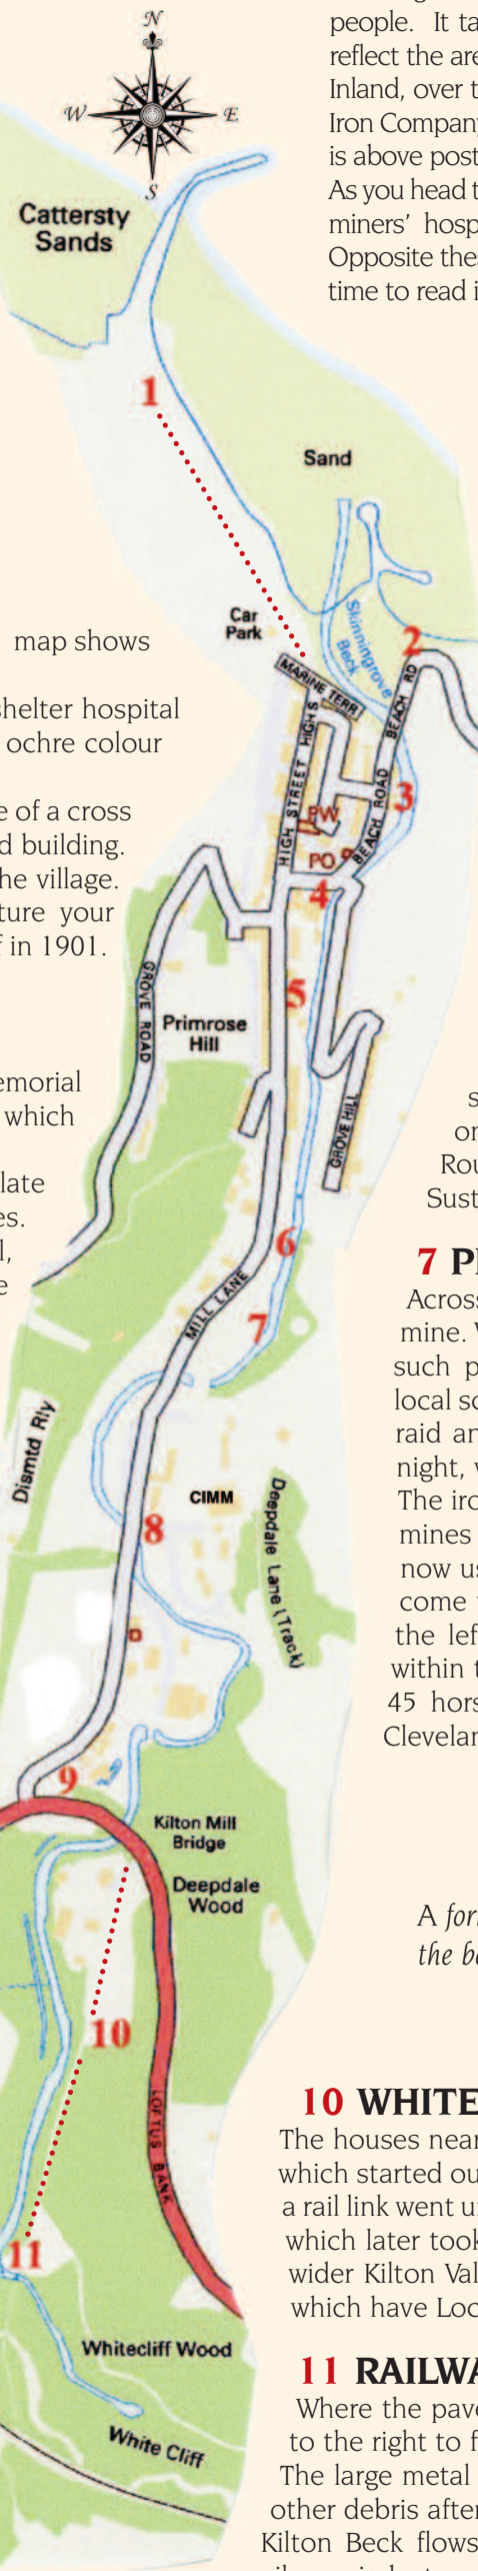 N
W
E
S
people. It ta
reflect the are
Inland, over t
Iron Company
is above post
As you head t
miners' hosp
Opposite thes
time to read i
Cattersty
Sands
1
Sand
Car
Park
Skinningrove
Beck
2
MARINE TERR
BEACH RD
map shows
shelter hospital
ochre colour
e of a cross
d building.
he village.
ture your
f in 1901.
HIGH S
HIGH STREET
PW
BEACH ROAD
3
PO
4
5
GROVE ROAD
Primrose
Hill
GROVE HILL
emorial
which
late
es.
l,
e
s
or
Rou
Sust
6
MILL LANE
7
7 P
Across
mine. W
such p
local sc
raid an
night, v
The iro
mines
now us
come
the lef
within t
45 hors
Clevelan
Dismtd Rly
CIMM
Deepdale Lane (Track)
8
9
Kilton Mill
Bridge
Deepdale
Wood
A for
the be
10
LOFTUS BANK
10 WHITE
The houses near
which started ou
a rail link went u
which later took
wider Kilton Val
which have Loc
11
Whitecliff Wood
White Cliff
11 RAILWA
Where the pave
to the right to f
The large metal
other debris after
Kilton Beck flows